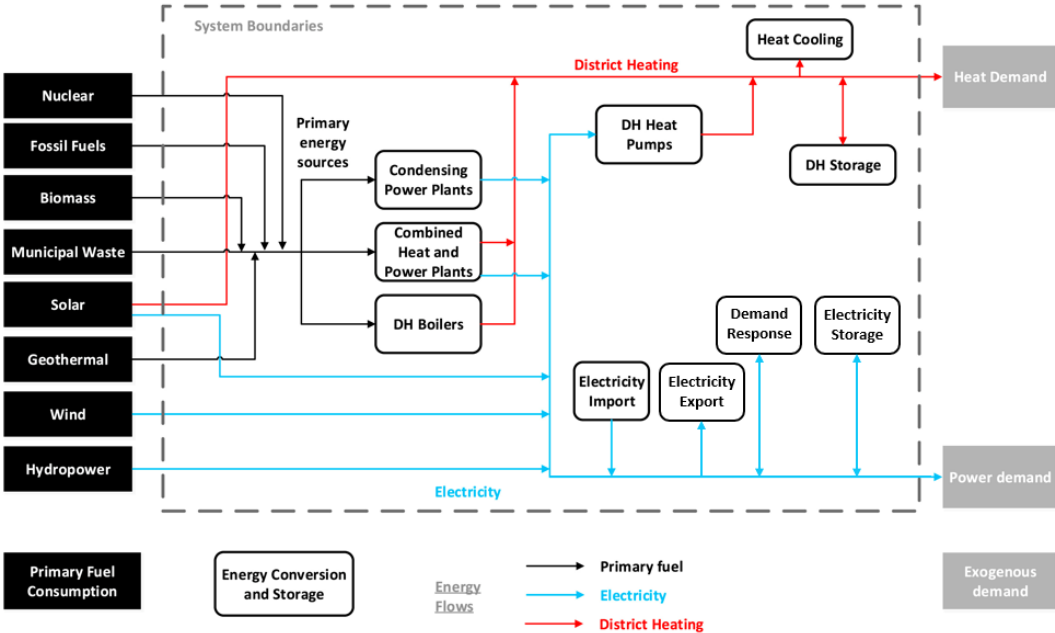 System Boundaries
Heat Cooling
District Heating
Heat Demand
Nuclear
Fossil Fuels
Primary
energy
sources
DH Heat
Pumps
DH Storage
Biomass
Condensing
Power Plants
Municipal Waste
Combined
Heat and
Power Plants
Solar
DH Boilers
Demand
Response
Electricity
Storage
Geothermal
Electricity
Import
Electricity
Export
Wind
Hydropower
Electricity
Power demand
Primary Fuel
Consumption
Energy Conversion
and Storage
Energy
Flows
Primary fuel
Electricity
District Heating
Exogenous
demand